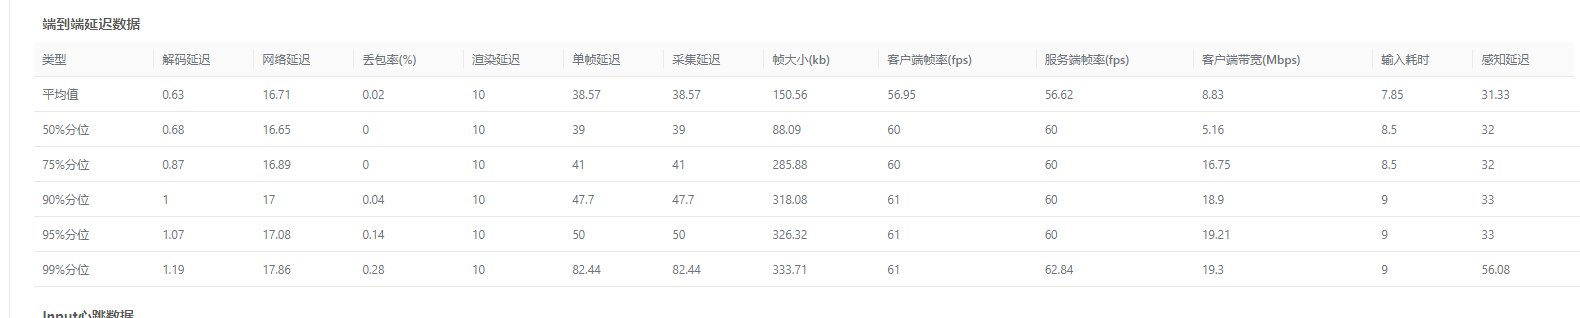 端到端延迟数据
类型 解码延迟 网络延迟 丢包率(%) 渲染延迟 单帧延迟 采集延迟 帧大小(kb) 客户端帧率(fps) 服务端帧率(fps) 客户端带宽(Mbps) 输入耗时 感知延迟
平均值 0.63 16.71 0.02 10 38.57 38.57 150.56 56.95 56.62 8.83 7.85 31.33
50%分位 0.68 16.65 0 10 39 39 88.09 60 60 5.16 8.5 32
75%分位 0.87 16.89 0 10 41 41 285.88 60 60 16.75 8.5 32
90%分位 1 17 0.04 10 47.7 47.7 318.08 61 60 18.9 9 33
95%分位 1.07 17.08 0.14 10 50 50 326.32 61 60 19.21 9 33
99%分位 1.19 17.86 0.28 10 82.44 82.44 333.71 61 62.84 19.3 9 56.08
Input心跳数据